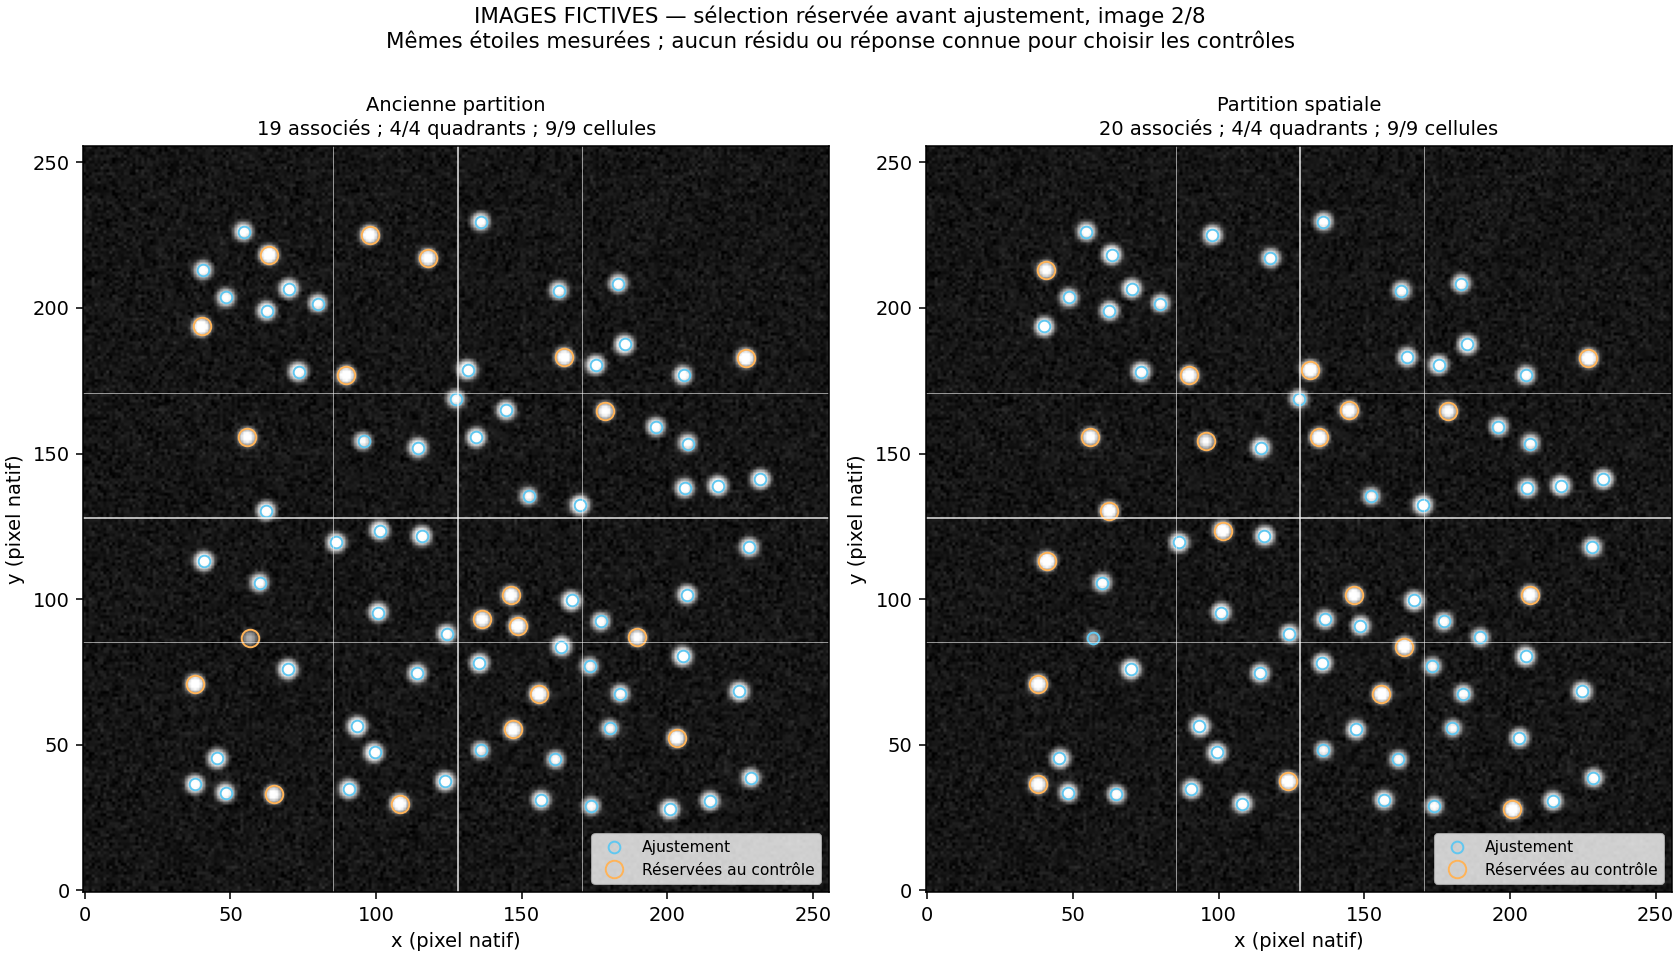 IMAGES FICTIVES — sélection réservée avant ajustement, image 2/8
Mêmes étoiles mesurées ; aucun résidu ou réponse connue pour choisir les contrôles
Ancienne partition
19 associés ; 4/4 quadrants ; 9/9 cellules
250
200
150
100
50
0
y (pixel natif)
0 50 100 150 200 250
x (pixel natif)
Ajustement
Réservées au contrôle
Partition spatiale
20 associés ; 4/4 quadrants ; 9/9 cellules
250
200
150
100
50
0
y (pixel natif)
0 50 100 150 200 250
x (pixel natif)
Ajustement
Réservées au contrôle